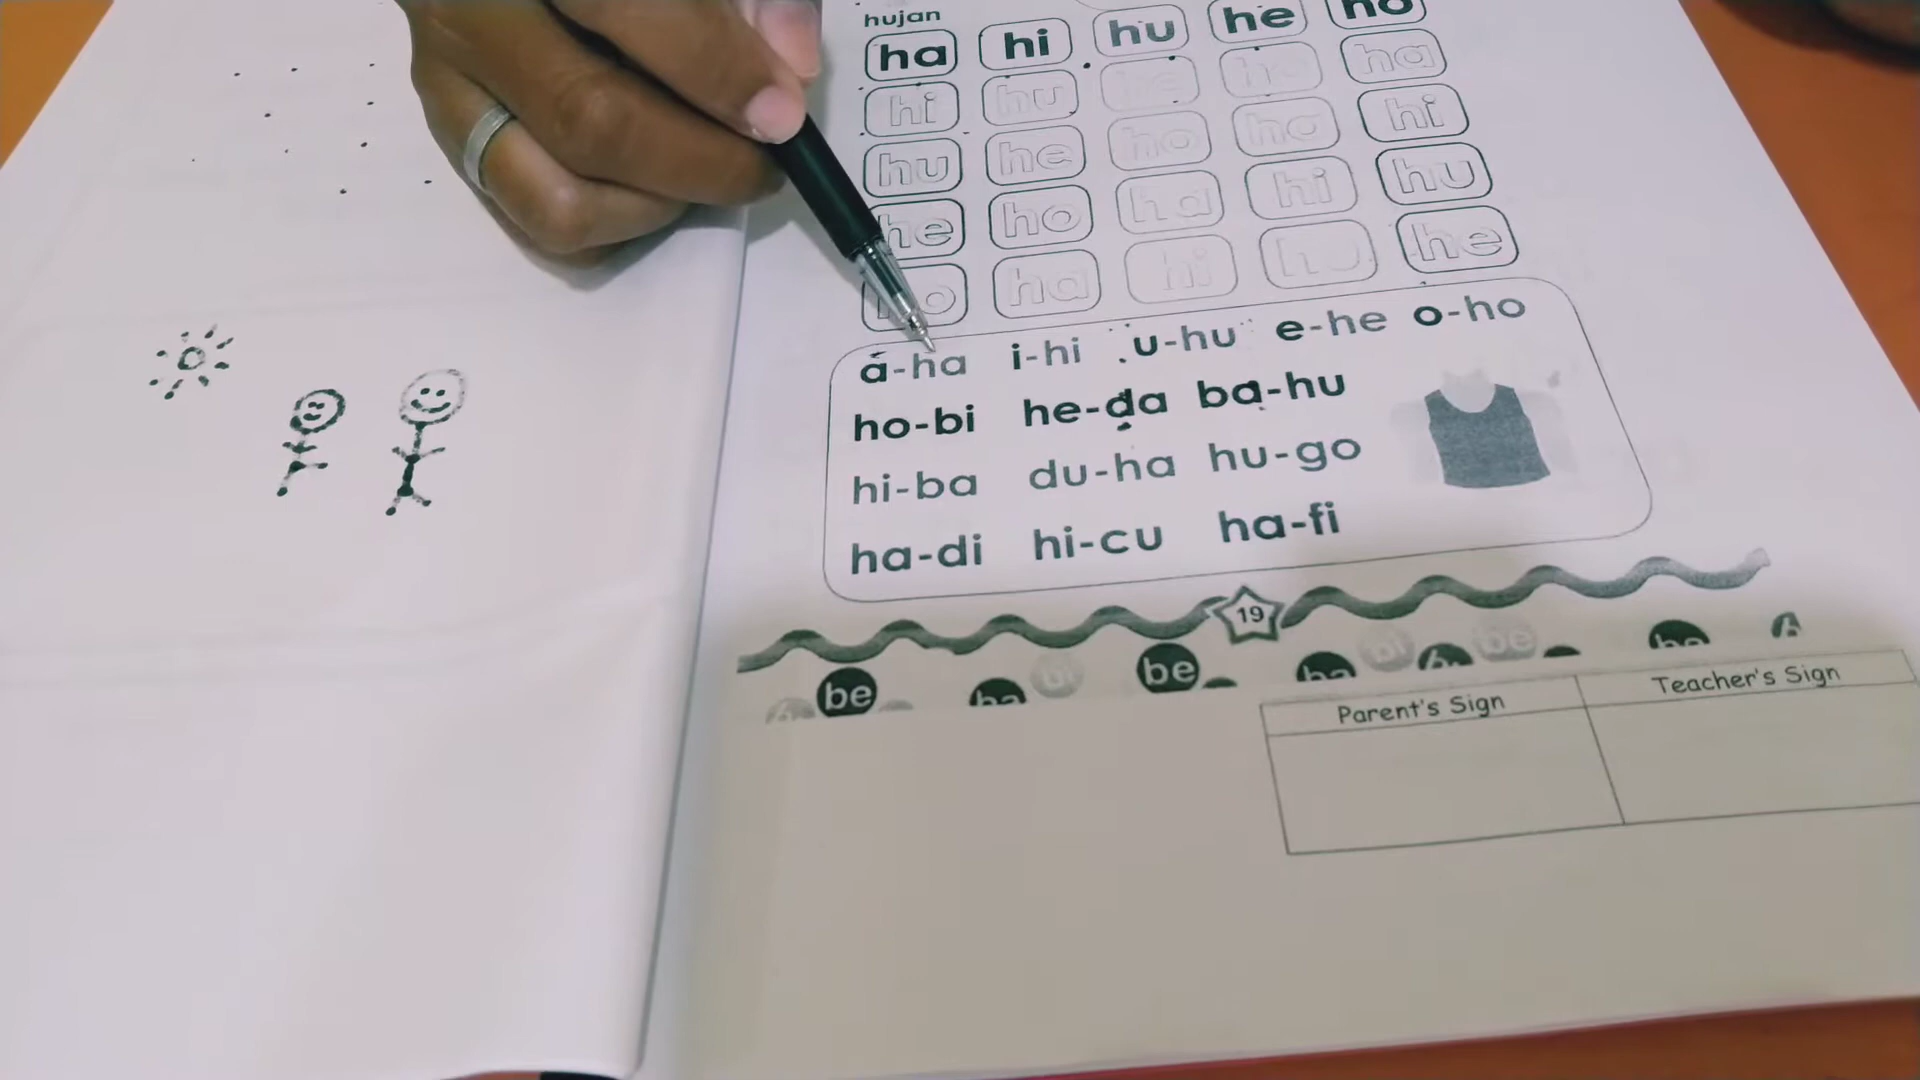 hujan
ha hi hu he ho
hi hu he ho ha
hu he ho ho hi
he ho ha hi hu
ho ha hi hu he
a-ha i-hi u-hu e-he o-ho
ho-bi he-da ba-hu
hi-ba du-ha hu-go
ha-di hi-cu ha-fi
19
be be
Parent's Sign Teacher's Sign